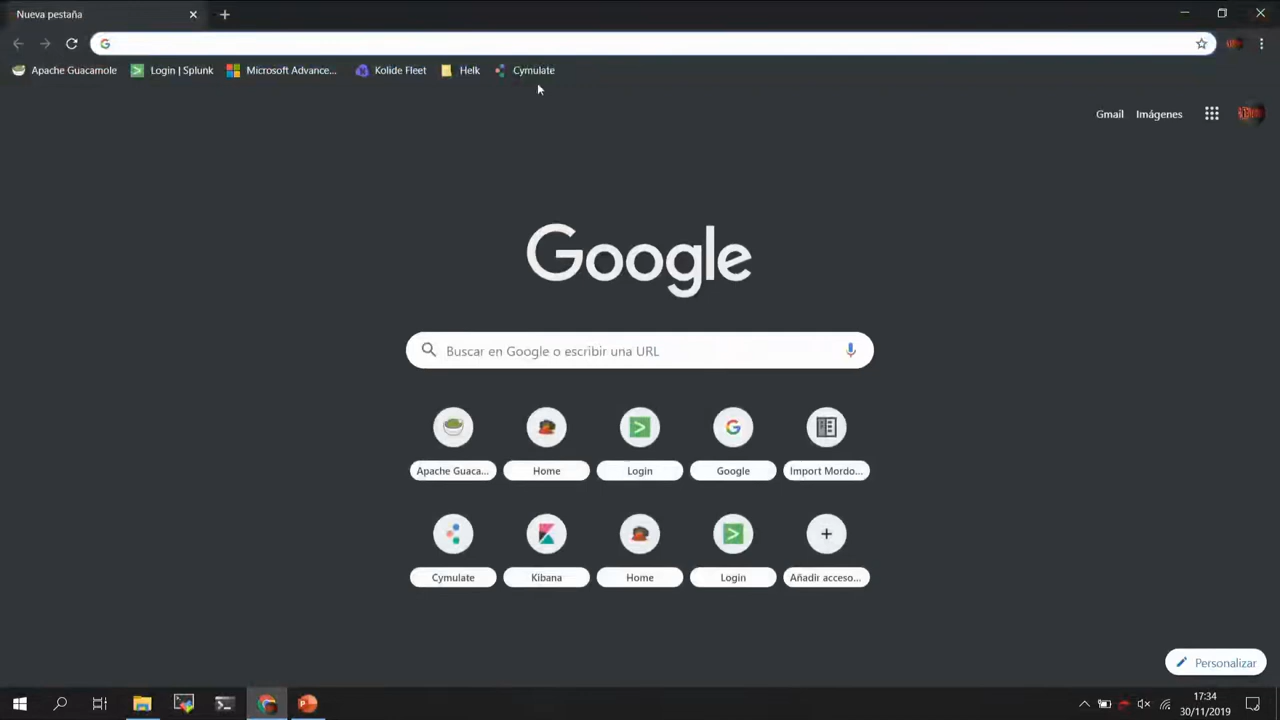 Nueva pestaña
Apache Guacamole Login | Splunk Microsoft Advance... Kolide Fleet Helk Cymulate
Gmail Imágenes
Google
Buscar en Google o escribir una URL
Apache Guaca... Home Login Google Import Mordo...
Cymulate Kibana Home Login Añadir acceso...
Personalizar
17:34
30/11/2019